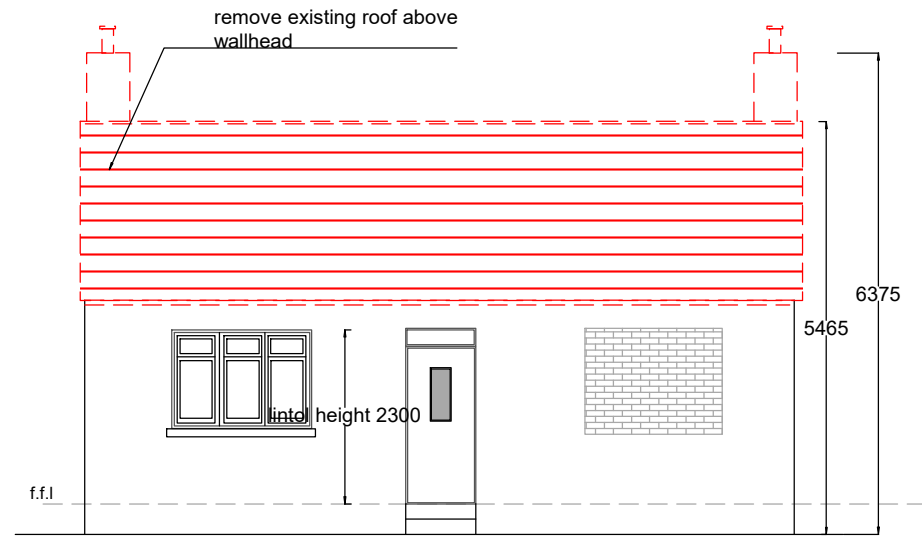 remove existing roof above
wallhead
6375
5465
lintol height 2300
f.f.l